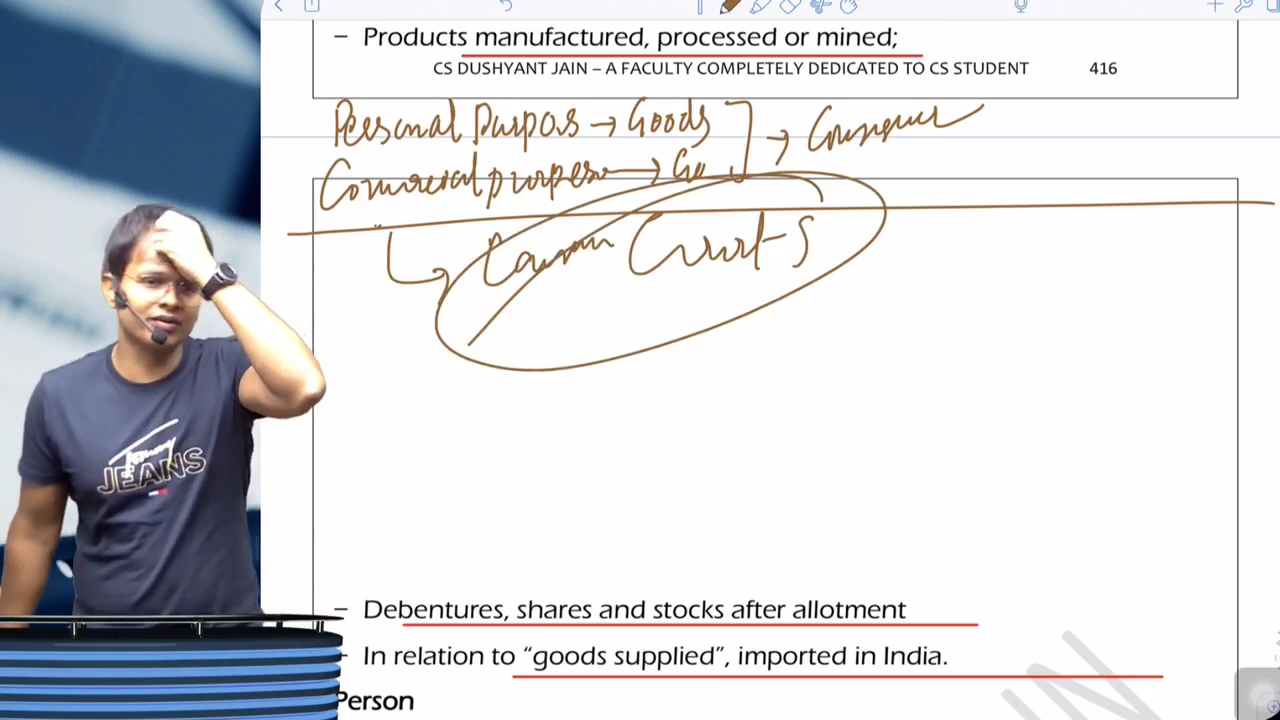 – Products manufactured, processed or mined;
CS DUSHYANT JAIN – A FACULTY COMPLETELY DEDICATED TO CS STUDENT 416
Personal purpos → Goods
Commercial purpose → Go → Consumer
JEANS
– Debentures, shares and stocks after allotment
– In relation to “goods supplied”, imported in India.
Person